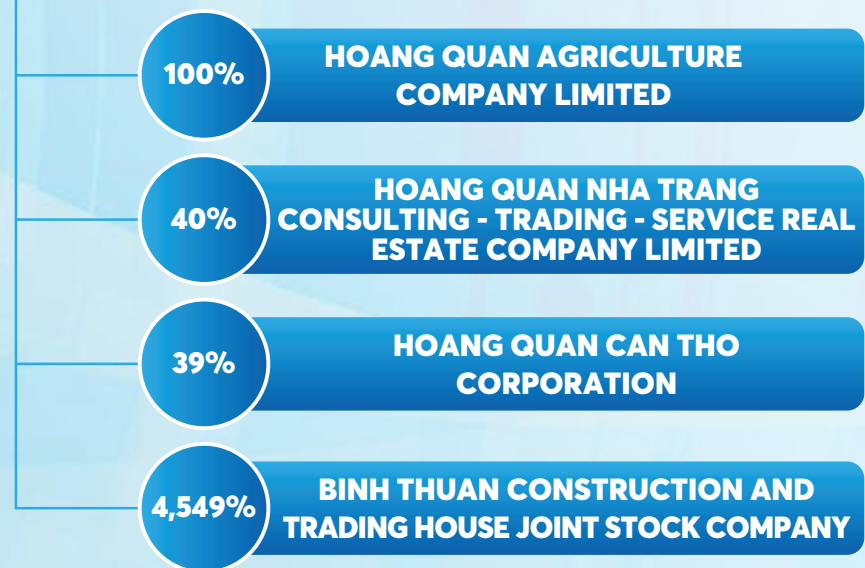 100%
HOANG QUAN AGRICULTURE
COMPANY LIMITED
40%
HOANG QUAN NHA TRANG
CONSULTING - TRADING - SERVICE REAL
ESTATE COMPANY LIMITED
39%
HOANG QUAN CAN THO
CORPORATION
4,549%
BINH THUAN CONSTRUCTION AND
TRADING HOUSE JOINT STOCK COMPANY